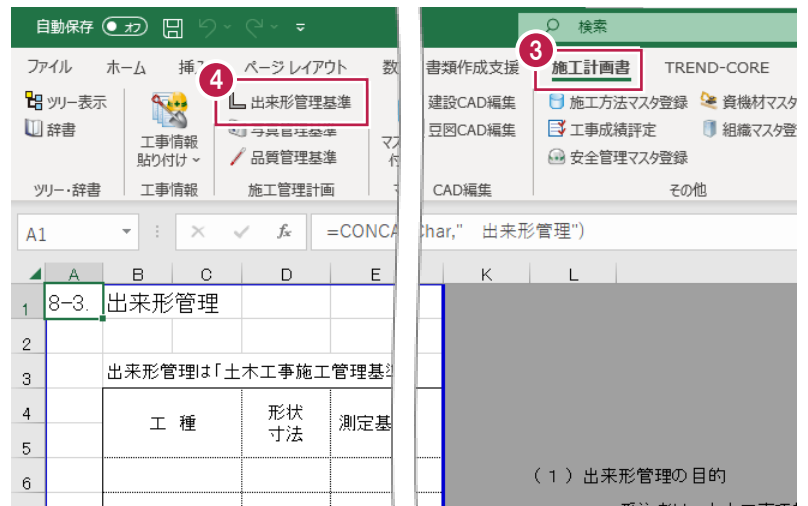 自動保存 オフ 検索
3
ファイル ホーム ページ レイアウト 書類作成支援 施工計画書 TREND-CORE
4
ツリー表示 出来形管理基準 建設CAD編集 施工方法マスタ登録 資機材マスタ
辞書 工事情報 貼り付け 写真管理基準 豆図CAD編集 工事成績評定 組織マスタ登
品質管理基準 安全管理マスタ登録
ツリー・辞書 工事情報 施工管理計画 CAD編集 その他
A1 fx =CONCA Char," 出来形管理")
A B C D E K L
1 8-3. 出来形管理
2
3 出来形管理は「土木工事施工管理基
4 工 種 形状 測定基
寸法
5
6 (1)出来形管理の目的